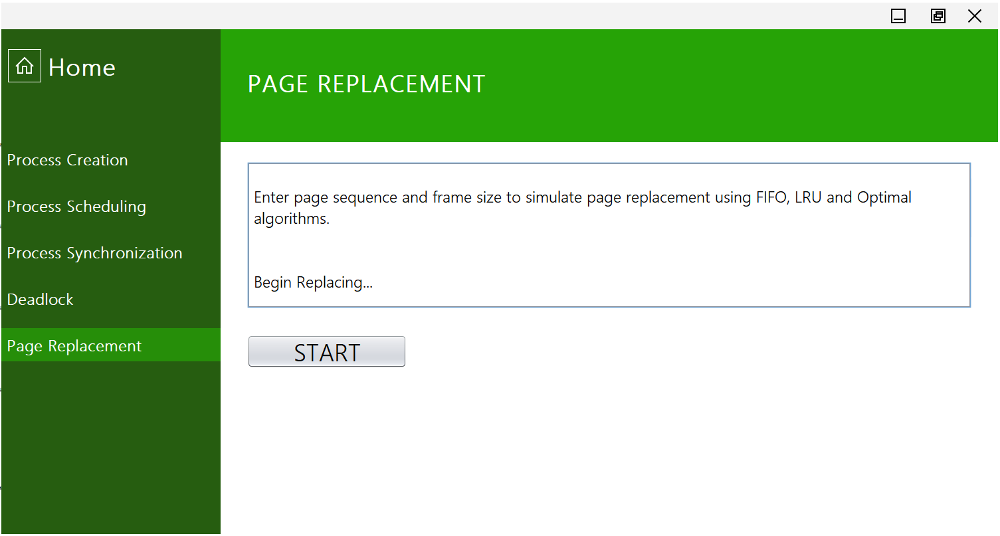 Home
PAGE REPLACEMENT
Process Creation
Process Scheduling
Process Synchronization
Deadlock
Page Replacement
Enter page sequence and frame size to simulate page replacement using FIFO, LRU and Optimal
algorithms.
Begin Replacing...
START